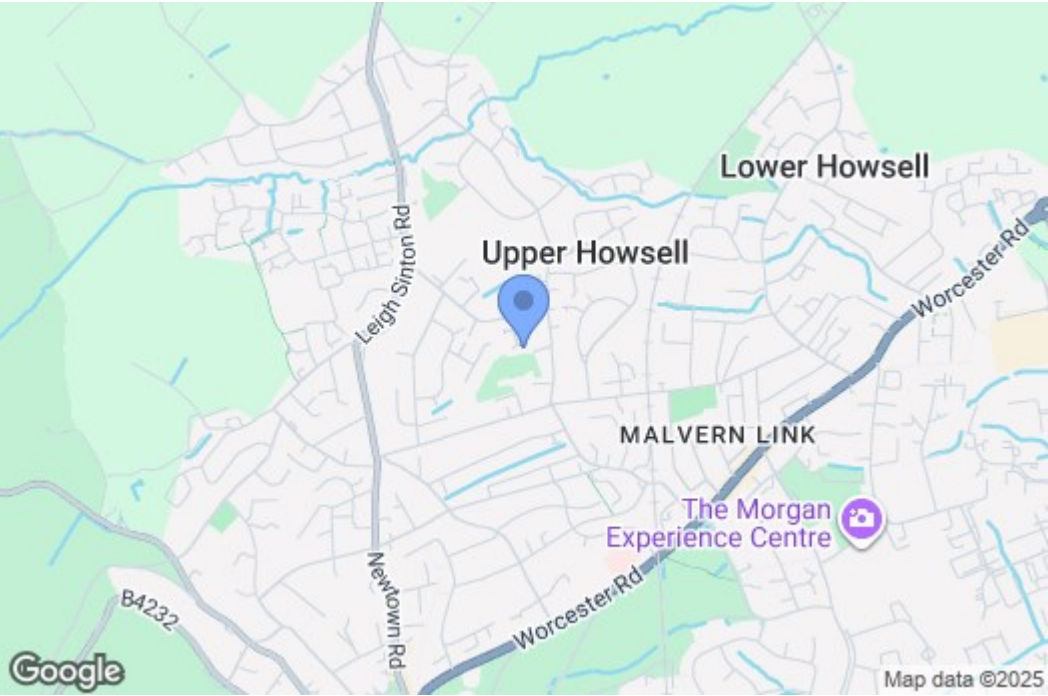 Lower Howsell
Leigh Sinton Rd
Upper Howsell
Worcester Rd
MALVERN LINK
The Morgan
Experience Centre
Newtown Rd
Worcester Rd
B4232
Google
Map data ©2025